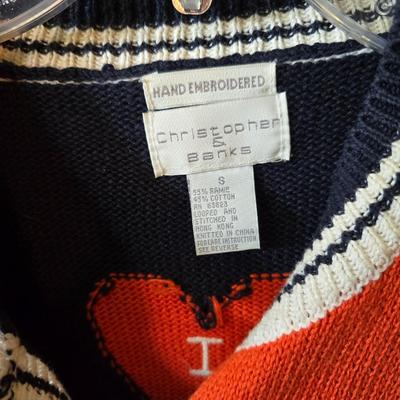 HAND EMBROIDERED
Christopher
&
Banks
S
55% RAMIE
45% COTTON
RN 83823
LOOPED AND
STITCHED IN
HONG KONG
KNITTED IN CHINA
FOR CARE INSTRUCTION
SEE REVERSE
I